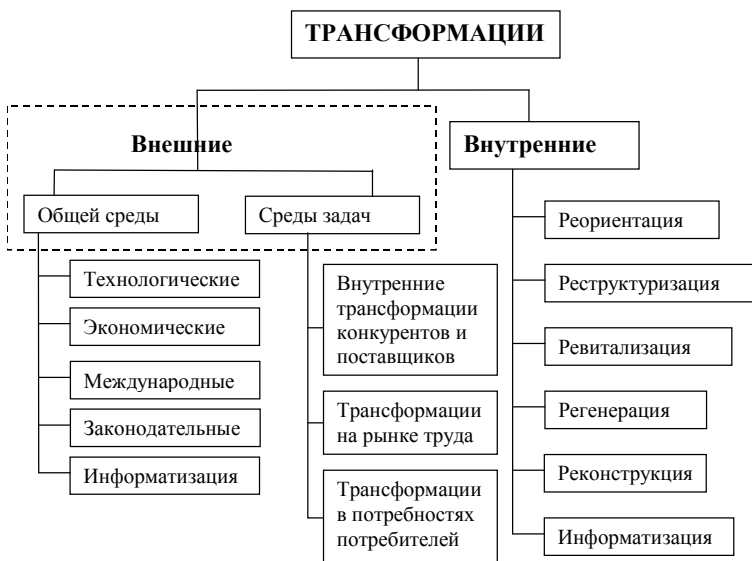 ТРАНСФОРМАЦИИ
Внешние
Внутренние
Общей среды
Среды задач
Технологические
Экономические
Международные
Законодательные
Информатизация
Внутренние
трансформации
конкурентов и
поставщиков
Трансформации
на рынке труда
Трансформации
в потребностях
потребителей
Реориентация
Реструктуризация
Ревитализация
Регенерация
Реконструкция
Информатизация